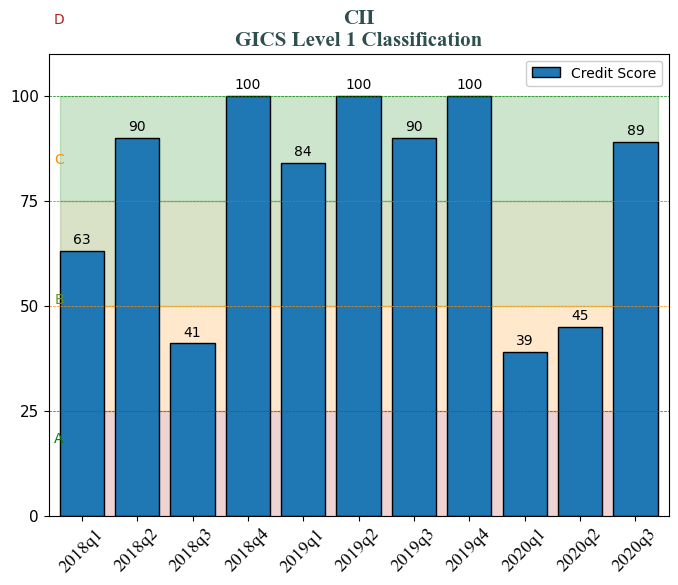 D
CII
GICS Level 1 Classification
Credit Score
100
75
50
25
0
C
B
A
63
90
41
100
84
100
90
100
39
45
89
2018q1
2018q2
2018q3
2018q4
2019q1
2019q2
2019q3
2019q4
2020q1
2020q2
2020q3